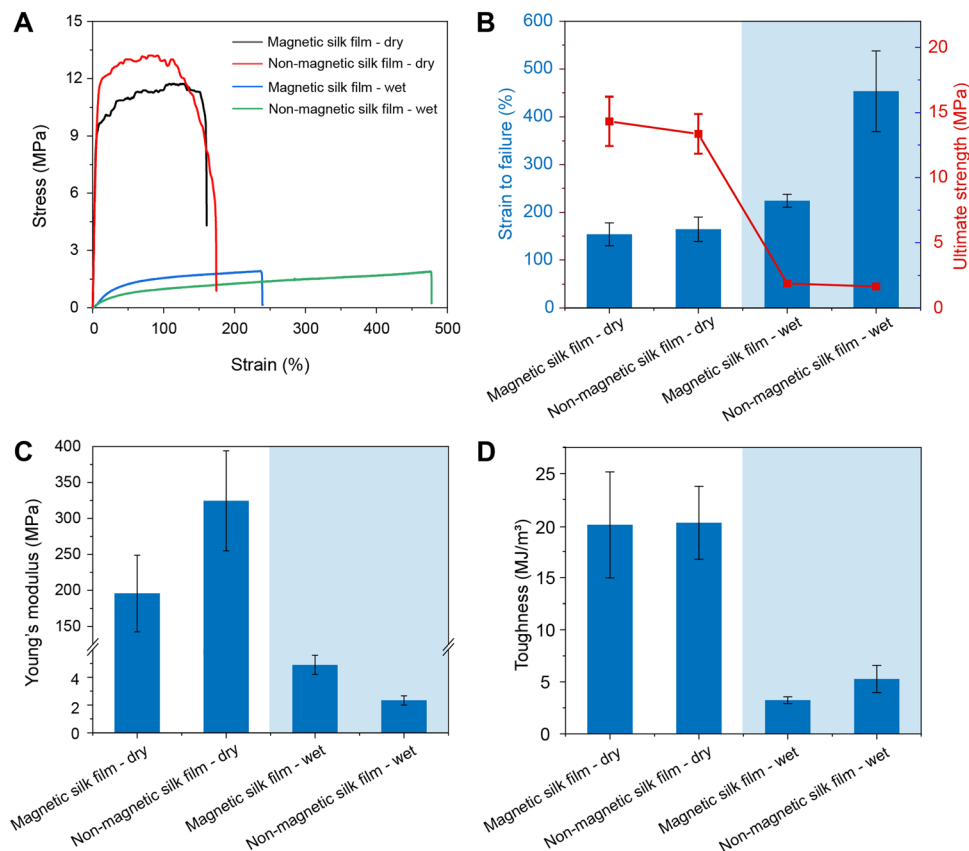 A
Stress (MPa)
15
12
9
6
3
0
0
100
200
300
400
500
Strain (%)
Magnetic silk film - dry
Non-magnetic silk film - dry
Magnetic silk film - wet
Non-magnetic silk film - wet
B
Strain to failure (%)
600
500
400
300
200
100
0
20
15
10
5
0
Ultimate strength (MPa)
Magnetic silk film - dry
Non-magnetic silk film - dry
Magnetic silk film - wet
Non-magnetic silk film - wet
C
Young's modulus (MPa)
400
350
300
250
200
150
4
2
2
0
Magnetic silk film - dry
Non-magnetic silk film - dry
Magnetic silk film - wet
Non-magnetic silk film - wet
D
Toughness (MJ/m³)
25
20
15
10
5
0
Magnetic silk film - dry
Non-magnetic silk film - dry
Magnetic silk film - wet
Non-magnetic silk film - wet